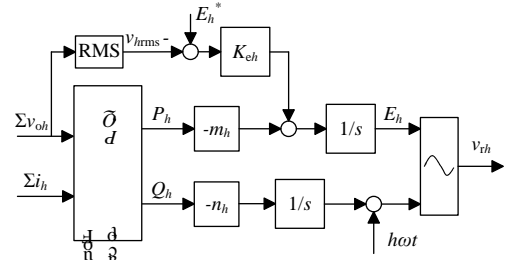 E_h*
v_hrms -
RMS
K_eh
Σv_oh
P_h
-m_h
1/s
E_h
v_rh
Σi_h
Q_h
-n_h
1/s
hωt